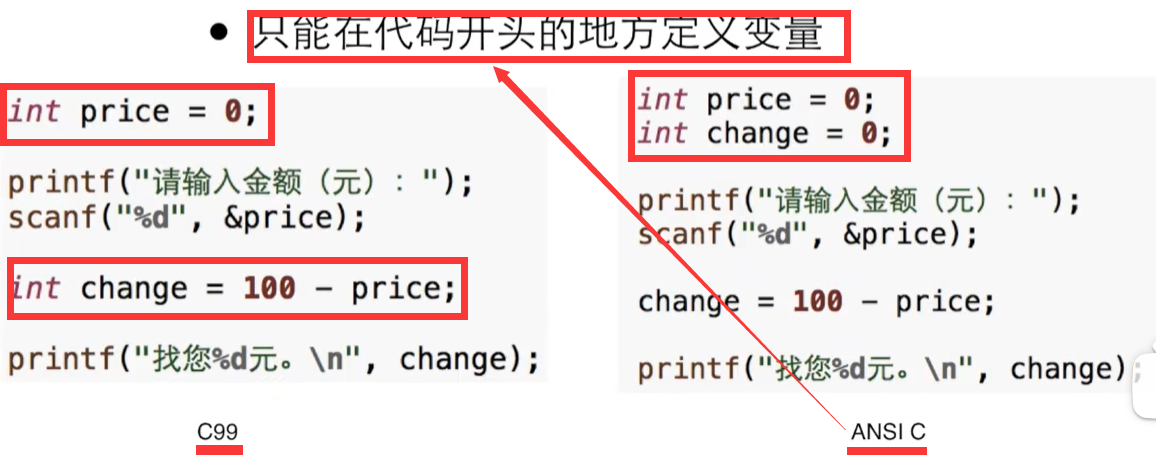 • 只能在代码开头的地方定义变量
int price = 0;
printf("请输入金额（元）：");
scanf("%d", &price);
int change = 100 - price;
printf("找您%d元。\n", change);
C99
int price = 0;
int change = 0;
printf("请输入金额（元）：");
scanf("%d", &price);
change = 100 - price;
printf("找您%d元。\n", change);
ANSI C